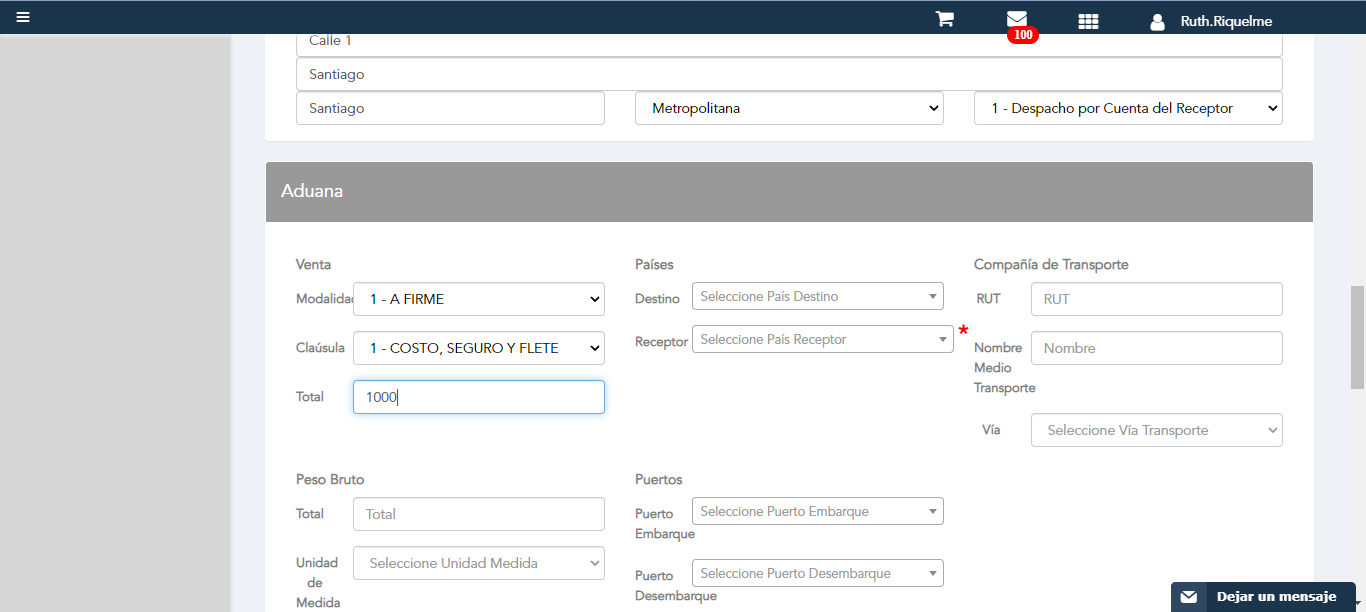 Ruth.Riquelme
100
Calle 1
Santiago
Santiago Metropolitana 1 - Despacho por Cuenta del Receptor
Aduana
Venta
Modalidad 1 - A FIRME
Claúsula 1 - COSTO, SEGURO Y FLETE
Total 1000
Países
Destino Seleccione País Destino
Receptor Seleccione País Receptor *
Compañía de Transporte
RUT RUT
Nombre Medio Transporte Nombre
Vía Seleccione Vía Transporte
Peso Bruto
Total Total
Unidad de Medida Seleccione Unidad Medida
Puertos
Puerto Embarque Seleccione Puerto Embarque
Puerto Desembarque Seleccione Puerto Desembarque
Dejar un mensaje